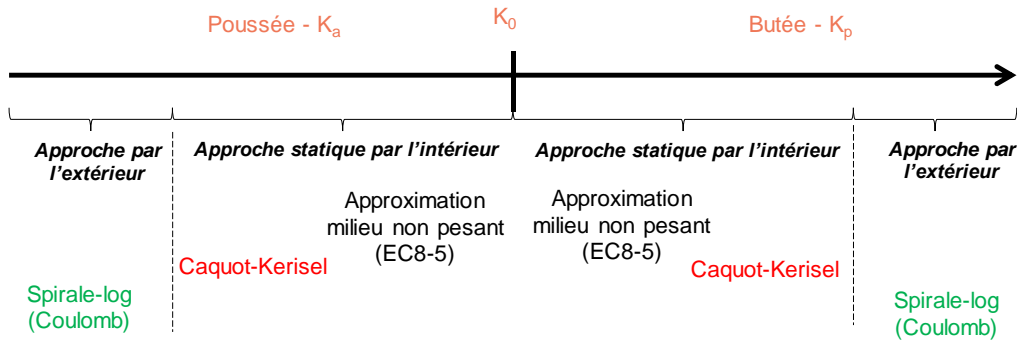 Poussée - Ka
K0
Butée - Kp
Approche par
l'extérieur
Approche statique par l'intérieur
Approche statique par l'intérieur
Approche par
l'extérieur
Approximation
milieu non pesant
(EC8-5)
Approximation
milieu non pesant
(EC8-5)
Caquot-Kerisel
Caquot-Kerisel
Spirale-log
(Coulomb)
Spirale-log
(Coulomb)